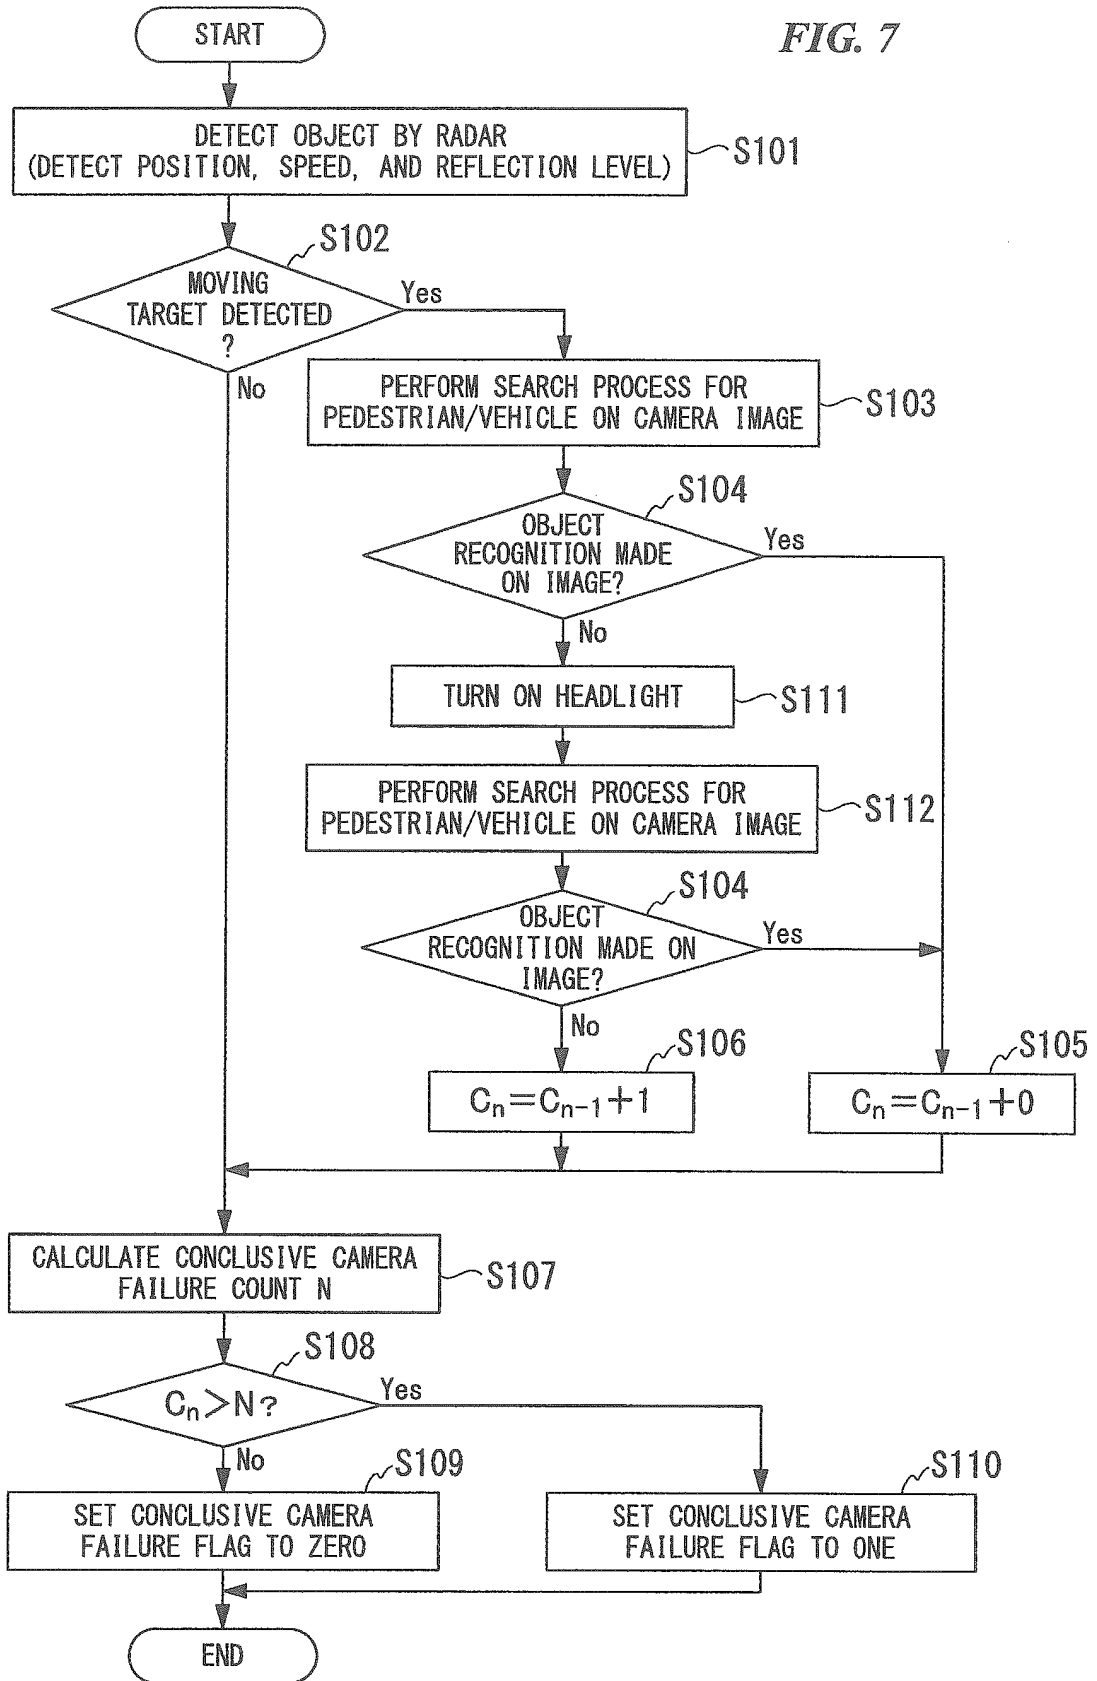 START
FIG. 7
DETECT OBJECT BY RADAR
(DETECT POSITION, SPEED, AND REFLECTION LEVEL)
S101
S102
MOVING
TARGET DETECTED
?
Yes
No
PERFORM SEARCH PROCESS FOR
PEDESTRIAN/VEHICLE ON CAMERA IMAGE
S103
S104
OBJECT
RECOGNITION MADE
ON IMAGE?
Yes
No
TURN ON HEADLIGHT
S111
PERFORM SEARCH PROCESS FOR
PEDESTRIAN/VEHICLE ON CAMERA IMAGE
S112
S104
OBJECT
RECOGNITION MADE ON
IMAGE?
Yes
No
S106
Cn=Cn-1+1
S105
Cn=Cn-1+0
CALCULATE CONCLUSIVE CAMERA
FAILURE COUNT N
S107
S108
Cn>N?
Yes
No
S109
SET CONCLUSIVE CAMERA
FAILURE FLAG TO ZERO
S110
SET CONCLUSIVE CAMERA
FAILURE FLAG TO ONE
END